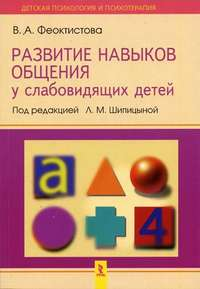 ДЕТСКАЯ ПСИХОЛОГИЯ И ПСИХОТЕРАПИЯ
В. А. Феоктистова
РАЗВИТИЕ НАВЫКОВ
ОБЩЕНИЯ
у слабовидящих детей
Под редакцией Л. М. Шипицыной
а
4